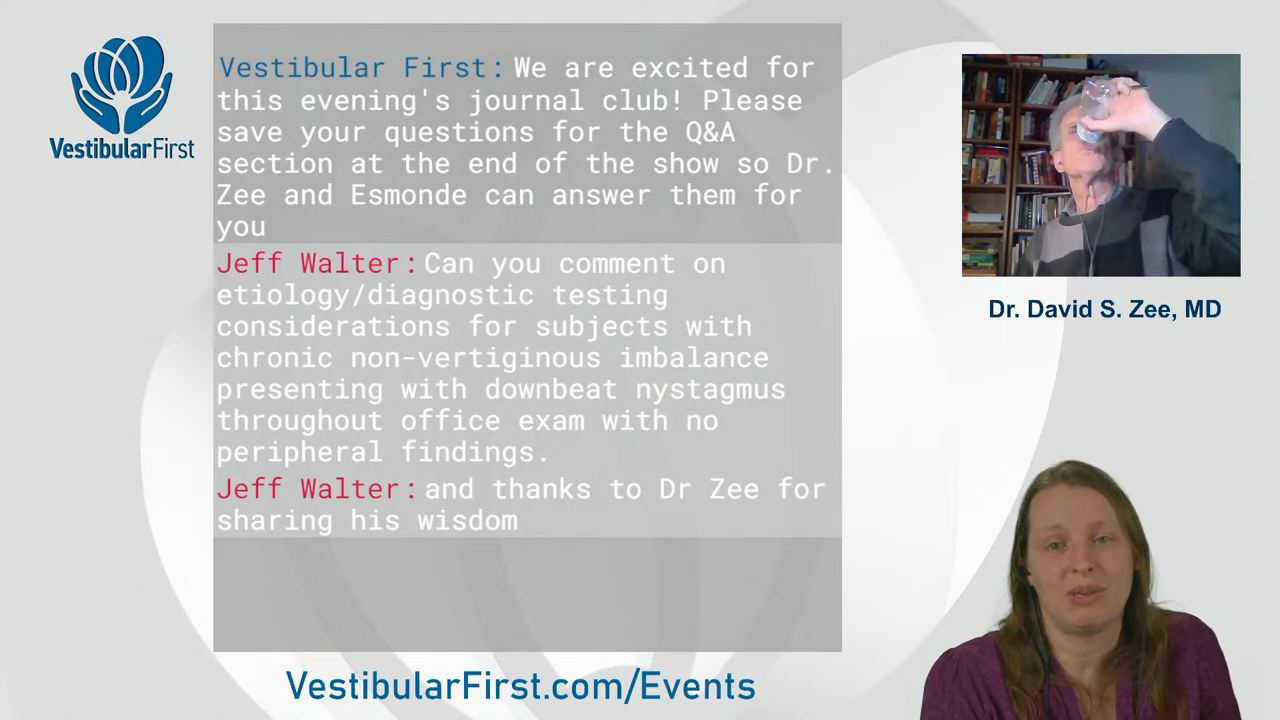 VestibularFirst
Vestibular First: We are excited for
this evening's journal club! Please
save your questions for the Q&A
section at the end of the show so Dr.
Zee and Esmonde can answer them for
you
Jeff Walter: Can you comment on
etiology/diagnostic testing
considerations for subjects with
chronic non-vertiginous imbalance
presenting with downbeat nystagmus
throughout office exam with no
peripheral findings.
Jeff Walter: and thanks to Dr Zee for
sharing his wisdom
Dr. David S. Zee, MD
VestibularFirst.com/Events